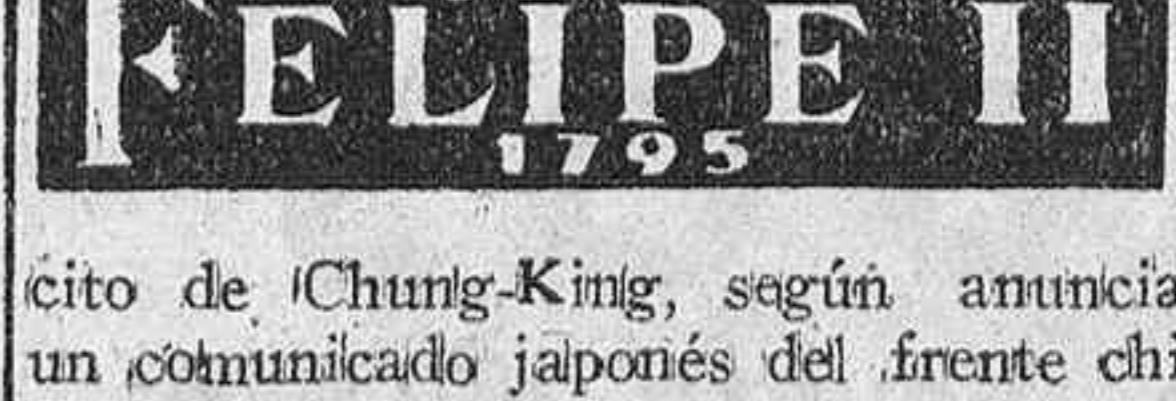 FELIPE II
1795
cito de Chung-King, según anuncia
un comunicado japonés del frente chi